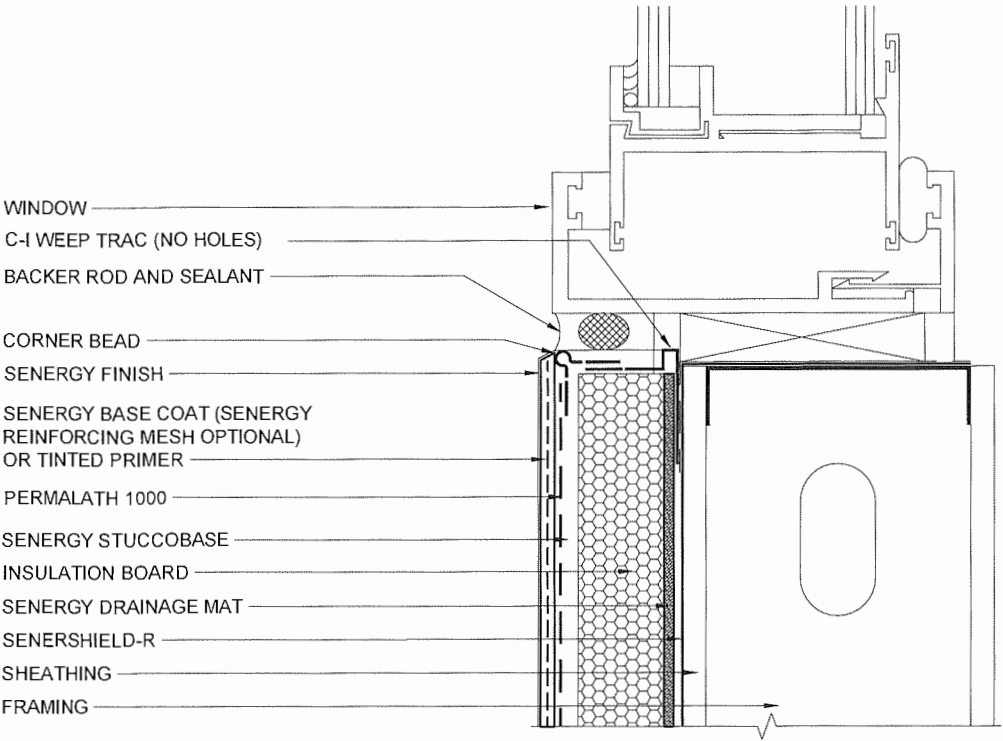 WINDOW
C-I WEEP TRAC (NO HOLES)
BACKER ROD AND SEALANT
CORNER BEAD
SENERGY FINISH
SENERGY BASE COAT (SENERGY
REINFORCING MESH OPTIONAL)
OR TINTED PRIMER
PERMALATH 1000
SENERGY STUCCOBASE
INSULATION BOARD
SENERGY DRAINAGE MAT
SENERSHIELD-R
SHEATHING
FRAMING